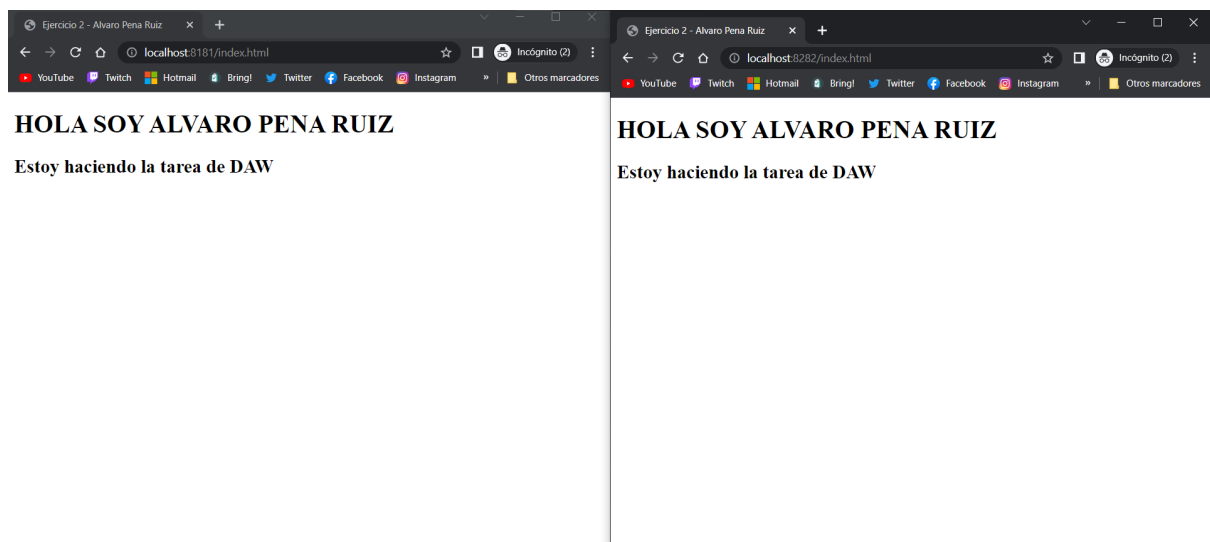 Ejercicio 2 - Alvaro Pena Ruiz
localhost:8181/index.html
Incógnito (2)
YouTube Twitch Hotmail Bring! Twitter Facebook Instagram » Otros marcadores
HOLA SOY ALVARO PENA RUIZ
Estoy haciendo la tarea de DAW
Ejercicio 2 - Alvaro Pena Ruiz
localhost:8282/index.html
Incógnito (2)
YouTube Twitch Hotmail Bring! Twitter Facebook Instagram » Otros marcadores
HOLA SOY ALVARO PENA RUIZ
Estoy haciendo la tarea de DAW